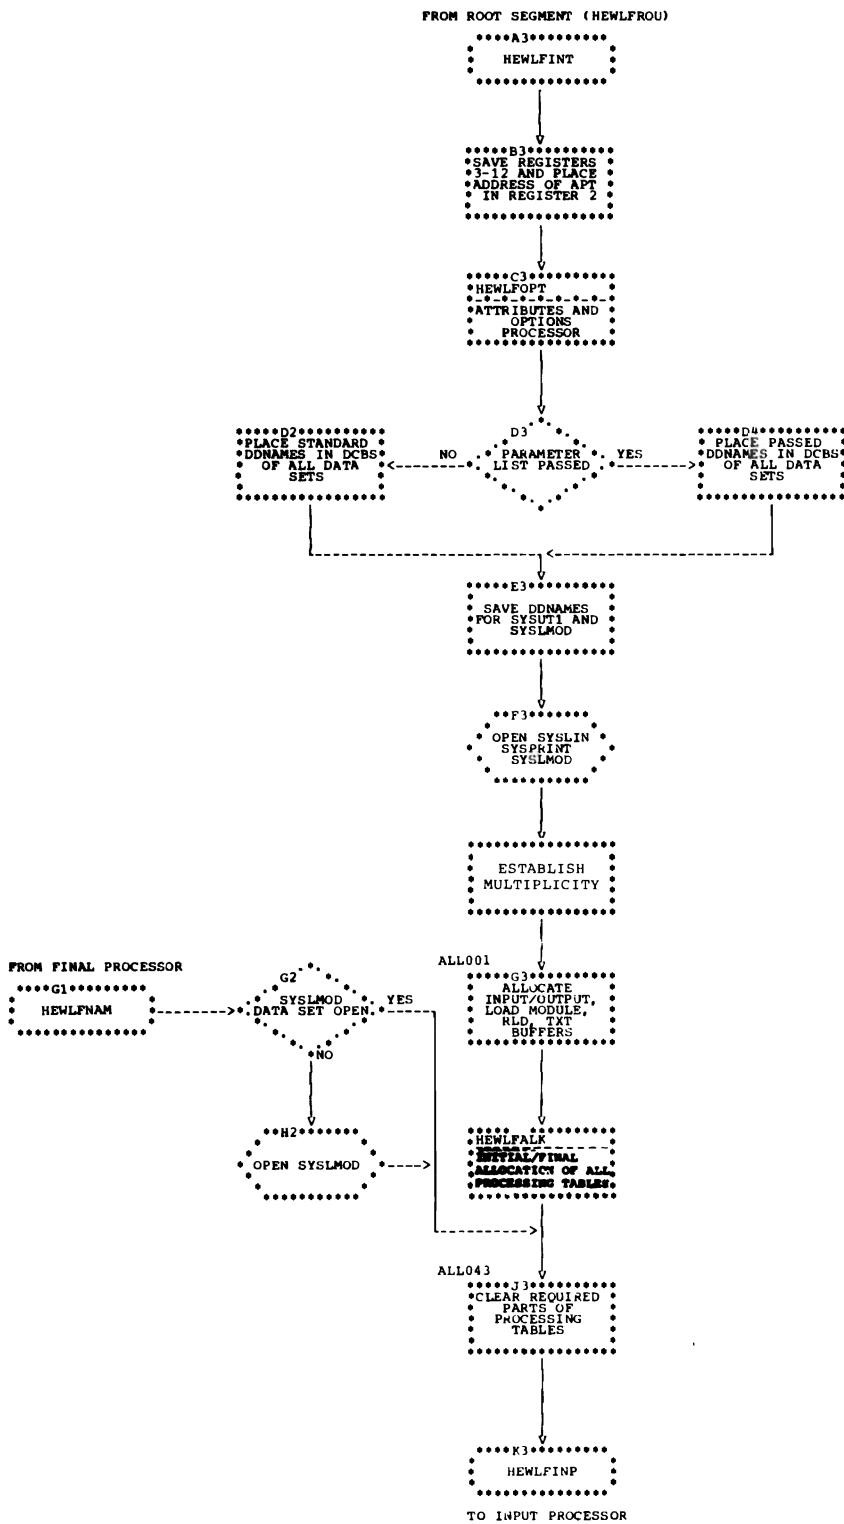 FROM ROOT SEGMENT (HEWLFROU)
A3
HEWLFINT
B3
SAVE REGISTERS
3-12 AND PLACE
ADDRESS OF APT
IN REGISTER 2
C3
HEWLFOPT
ATTRIBUTES AND
OPTIONS
PROCESSOR
D2
PLACE STANDARD
DDNAMES IN DCBS
OF ALL DATA
SETS
NO
D3
PARAMETER
LIST PASSED
YES
D4
PLACE PASSED
DDNAMES IN DCBS
OF ALL DATA
SETS
E3
SAVE DDNAMES
FOR SYSUT1 AND
SYSLMOD
F3
OPEN SYSLIN
SYSPRINT
SYSLMOD
ESTABLISH
MULTIPLICITY
FROM FINAL PROCESSOR
G1
HEWLFNAM
G2
SYSLMOD
DATA SET OPEN
YES
NO
ALL001
G3
ALLOCATE
INPUT/OUTPUT,
LOAD MODULE,
RLD, TXT
BUFFERS
H2
OPEN SYSLMOD
HEWLFALK
INITIAL/FINAL
ALLOCATION OF ALL
PROCESSING TABLES
ALL043
J3
CLEAR REQUIRED
PARTS OF
PROCESSING
TABLES
K3
HEWLFINP
TO INPUT PROCESSOR